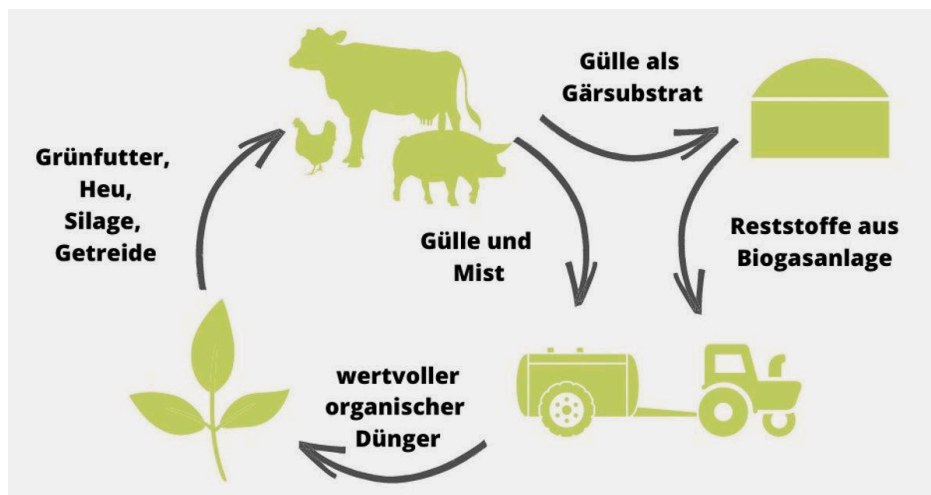 Gülle als
Gärsubstrat
Grünfutter,
Heu,
Silage,
Getreide
Gülle und
Mist
Reststoffe aus
Biogasanlage
wertvoller
organischer
Dünger